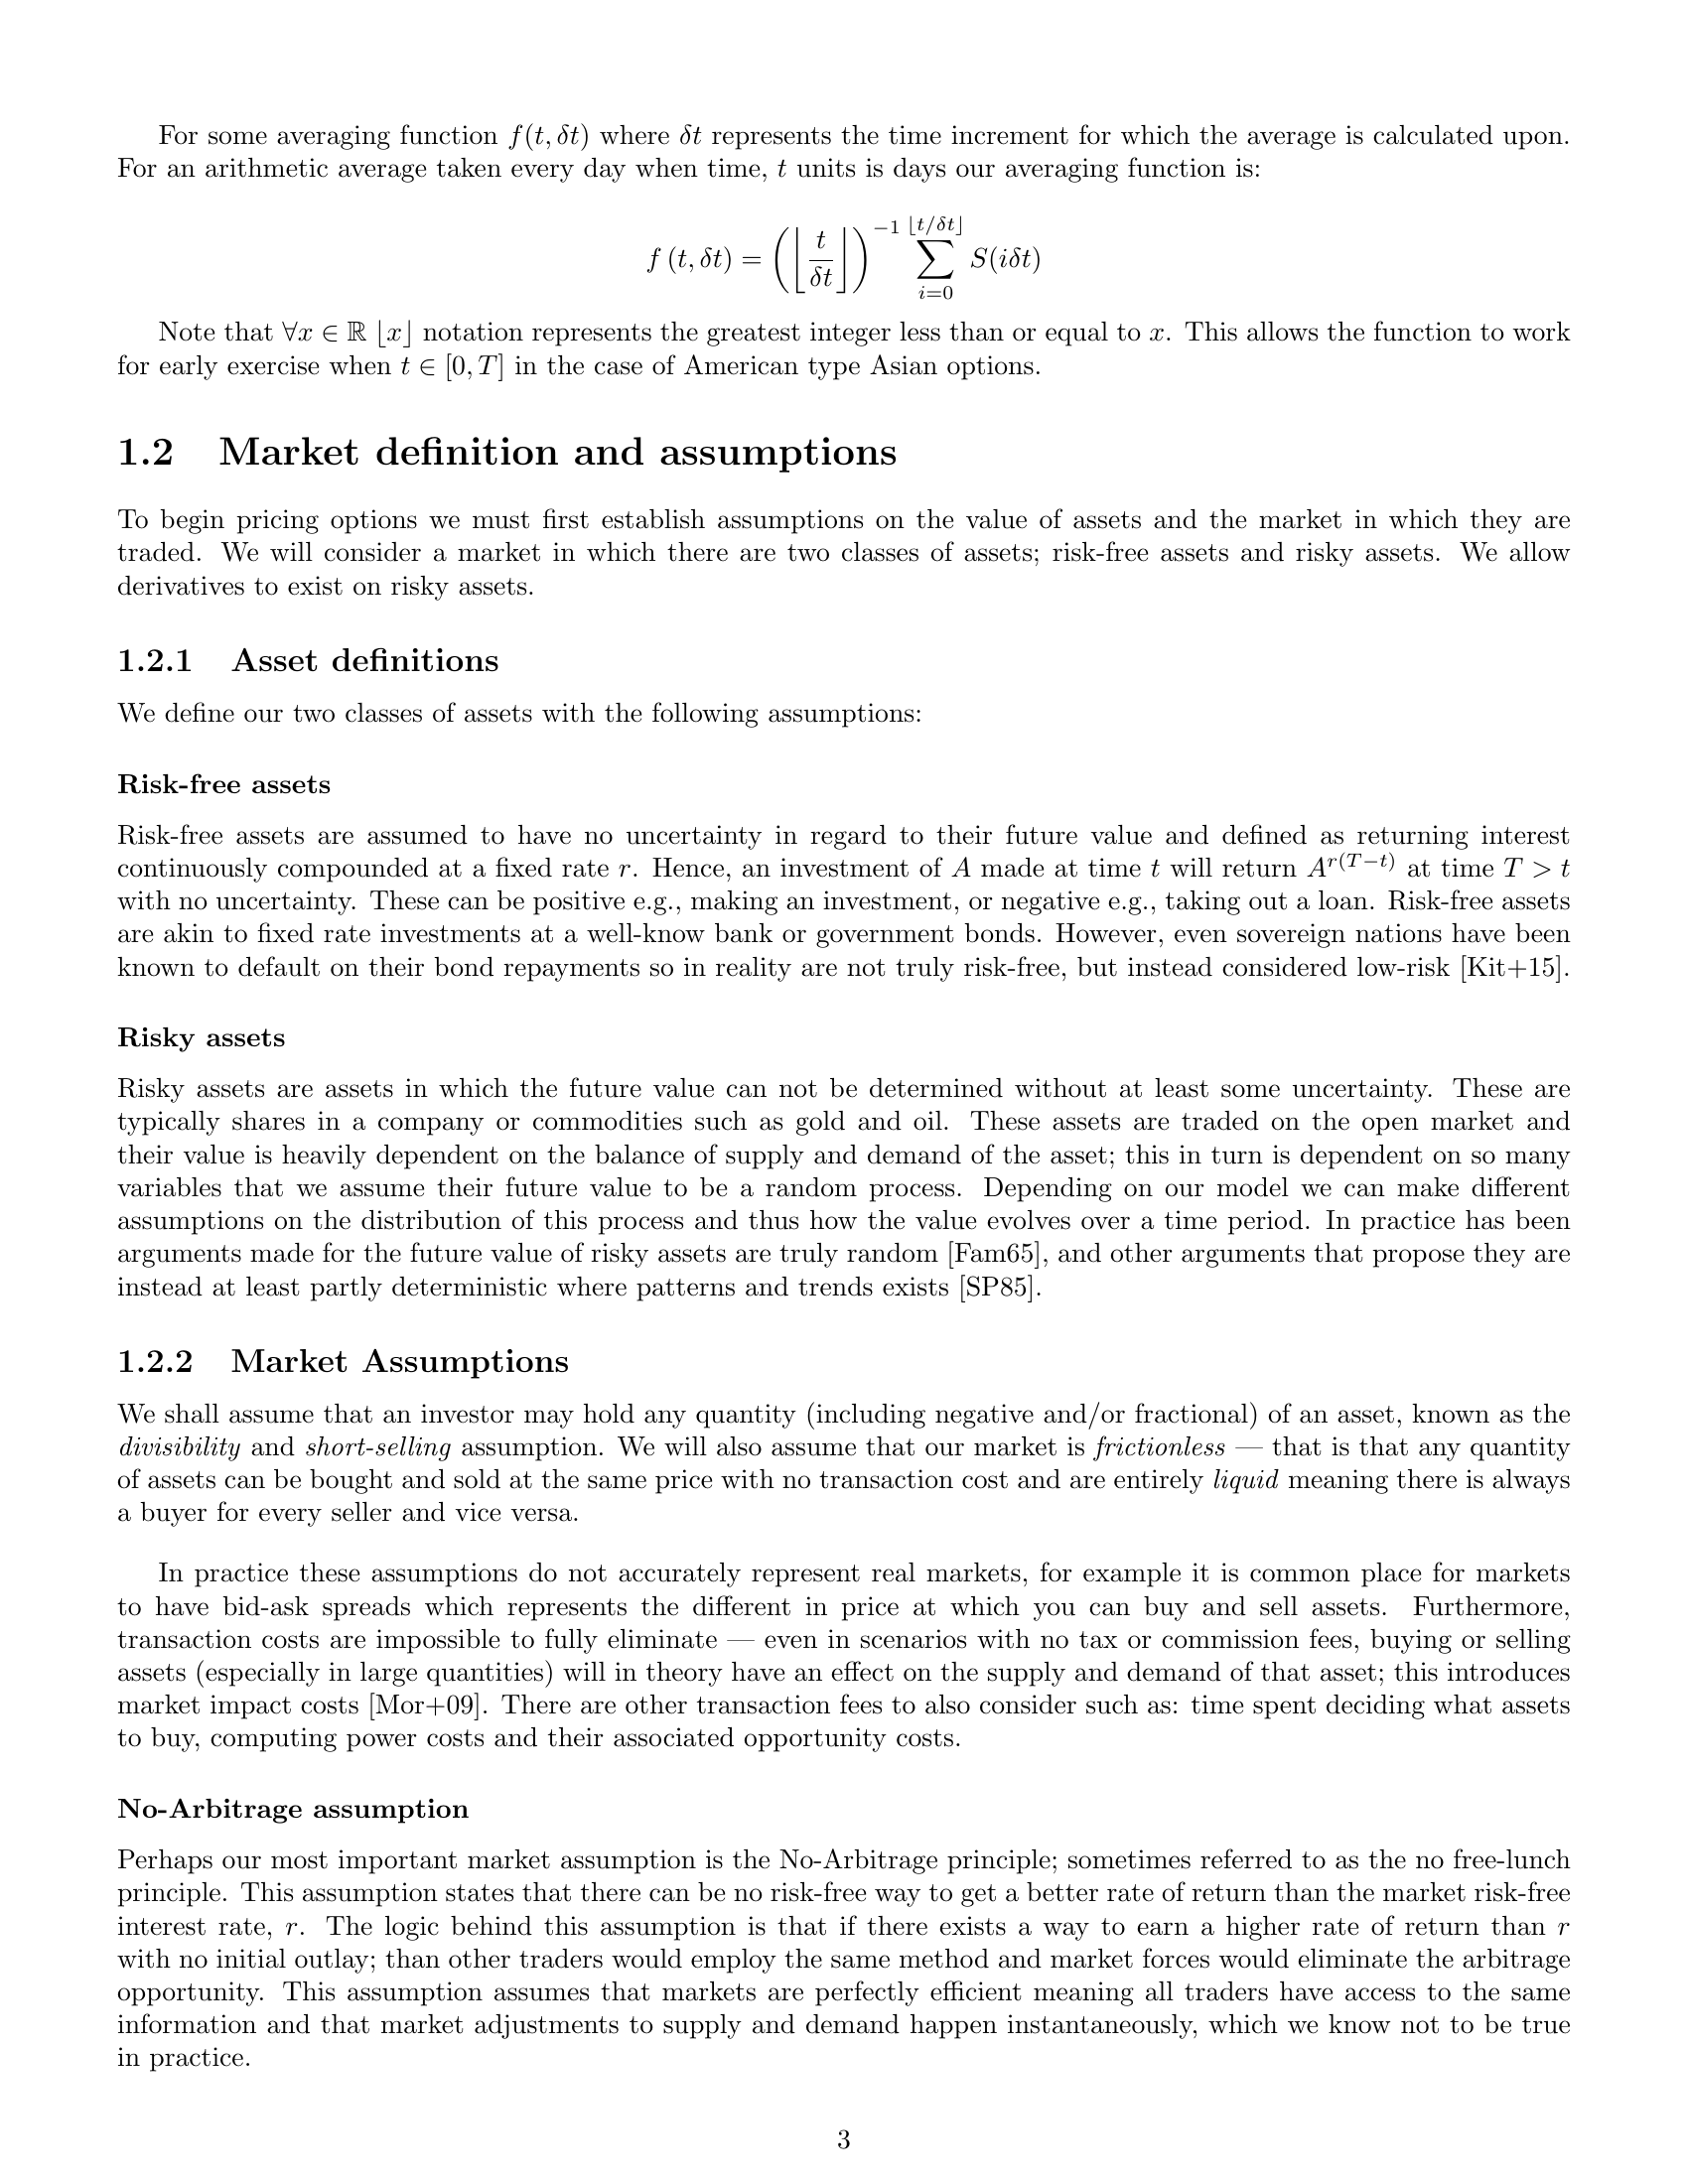 For some averaging function f(t, δt) where δt represents the time increment for which the average is calculated upon.
For an arithmetic average taken every day when time, t units is days our averaging function is:
f (t, δt) = (⌊t/δt⌋)^{−1} ∑_{i=0}^{⌊t/δt⌋} S(iδt)
Note that ∀x ∈ ℝ ⌊x⌋ notation represents the greatest integer less than or equal to x. This allows the function to work
for early exercise when t ∈ [0, T] in the case of American type Asian options.
1.2 Market definition and assumptions
To begin pricing options we must first establish assumptions on the value of assets and the market in which they are
traded. We will consider a market in which there are two classes of assets; risk-free assets and risky assets. We allow
derivatives to exist on risky assets.
1.2.1 Asset definitions
We define our two classes of assets with the following assumptions:
Risk-free assets
Risk-free assets are assumed to have no uncertainty in regard to their future value and defined as returning interest
continuously compounded at a fixed rate r. Hence, an investment of A made at time t will return A^{r(T−t)} at time T > t
with no uncertainty. These can be positive e.g., making an investment, or negative e.g., taking out a loan. Risk-free assets
are akin to fixed rate investments at a well-know bank or government bonds. However, even sovereign nations have been
known to default on their bond repayments so in reality are not truly risk-free, but instead considered low-risk [Kit+15].
Risky assets
Risky assets are assets in which the future value can not be determined without at least some uncertainty. These are
typically shares in a company or commodities such as gold and oil. These assets are traded on the open market and
their value is heavily dependent on the balance of supply and demand of the asset; this in turn is dependent on so many
variables that we assume their future value to be a random process. Depending on our model we can make different
assumptions on the distribution of this process and thus how the value evolves over a time period. In practice has been
arguments made for the future value of risky assets are truly random [Fam65], and other arguments that propose they are
instead at least partly deterministic where patterns and trends exists [SP85].
1.2.2 Market Assumptions
We shall assume that an investor may hold any quantity (including negative and/or fractional) of an asset, known as the
divisibility and short-selling assumption. We will also assume that our market is frictionless — that is that any quantity
of assets can be bought and sold at the same price with no transaction cost and are entirely liquid meaning there is always
a buyer for every seller and vice versa.
In practice these assumptions do not accurately represent real markets, for example it is common place for markets
to have bid-ask spreads which represents the different in price at which you can buy and sell assets. Furthermore,
transaction costs are impossible to fully eliminate — even in scenarios with no tax or commission fees, buying or selling
assets (especially in large quantities) will in theory have an effect on the supply and demand of that asset; this introduces
market impact costs [Mor+09]. There are other transaction fees to also consider such as: time spent deciding what assets
to buy, computing power costs and their associated opportunity costs.
No-Arbitrage assumption
Perhaps our most important market assumption is the No-Arbitrage principle; sometimes referred to as the no free-lunch
principle. This assumption states that there can be no risk-free way to get a better rate of return than the market risk-free
interest rate, r. The logic behind this assumption is that if there exists a way to earn a higher rate of return than r
with no initial outlay; than other traders would employ the same method and market forces would eliminate the arbitrage
opportunity. This assumption assumes that markets are perfectly efficient meaning all traders have access to the same
information and that market adjustments to supply and demand happen instantaneously, which we know not to be true
in practice.
3